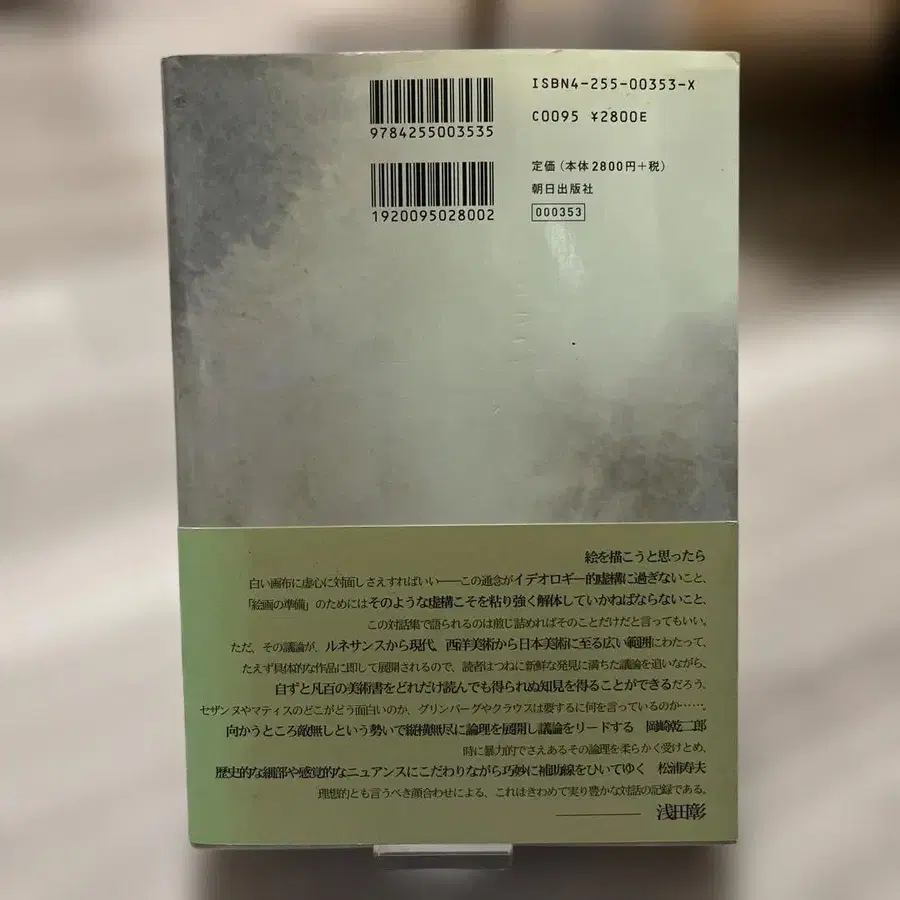 ISBN4-255-00353-X
9784255003535
C0095 ¥2800E
定価（本体2800円＋税）
朝日出版社
1920095028002
000353
絵を描こうと思ったら
白い画布に虚心に対面しさえすればいい──この通念がイデオロギー的虚構に過ぎないこと、
「絵画の準備」のためにはそのような虚構こそを粘り強く解体していかねばならないこと、
この対話集で語られるのは煎じ詰めればそのことだけだと言ってもいい。
ただ、その議論が、ルネサンスから現代、西洋美術から日本美術に至る広い範囲にわたって、
たえず具体的な作品に即して展開されるので、読者はつねに新鮮な発見に満ちた議論を追いながら、
自ずと凡百の美術書をどれだけ読んでも得られぬ知見を得ることができるだろう。
セザンヌやマティスのどこがどう面白いのか、グリンバーグやクラウスは要するに何を言っているのか……。
向かうところ敵無しという勢いで縦横無尽に論理を展開し議論をリードする 岡崎乾二郎
時に暴力的でさえあるその論理を柔らかく受けとめ、
歴史的な細部や感覚的なニュアンスにこだわりながら巧妙に補助線をひいてゆく 松浦寿夫
理想的とも言うべき顔合わせによる、これはきわめて実り豊かな対話の記録である。
──浅田彰